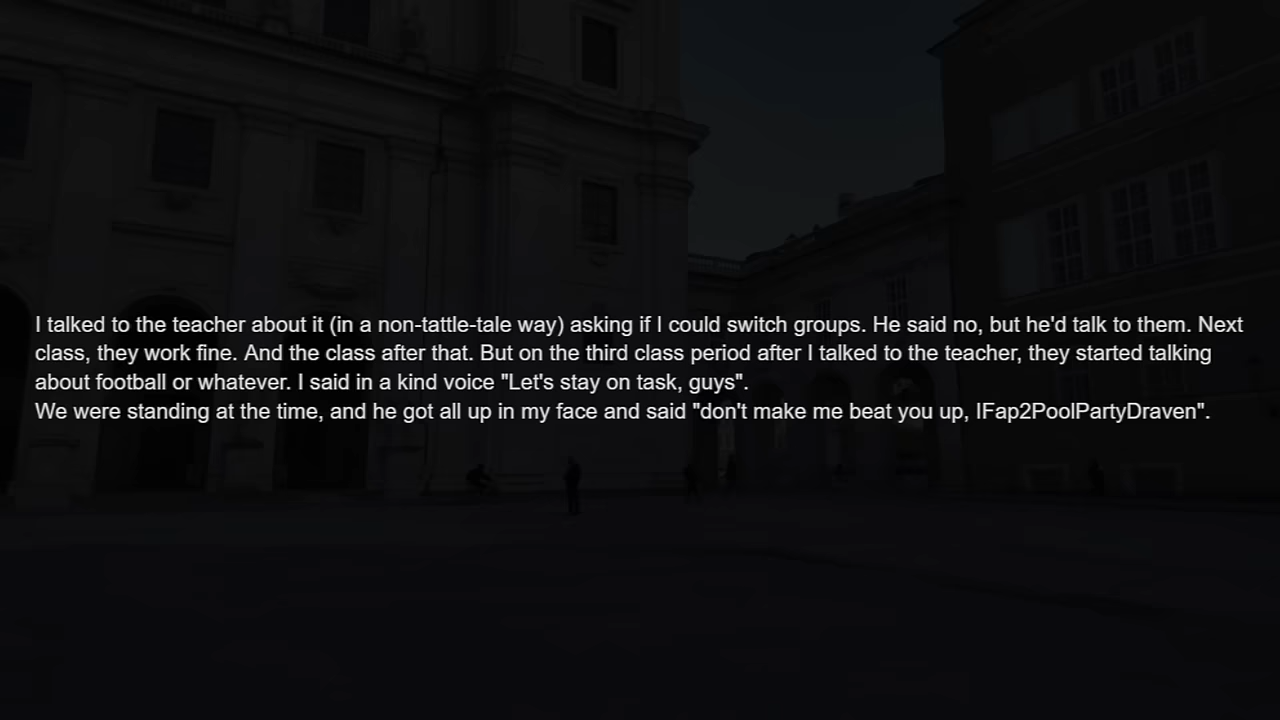 I talked to the teacher about it (in a non-tattle-tale way) asking if I could switch groups. He said no, but he'd talk to them. Next
class, they work fine. And the class after that. But on the third class period after I talked to the teacher, they started talking
about football or whatever. I said in a kind voice "Let's stay on task, guys".
We were standing at the time, and he got all up in my face and said "don't make me beat you up, IFap2PoolPartyDraven".